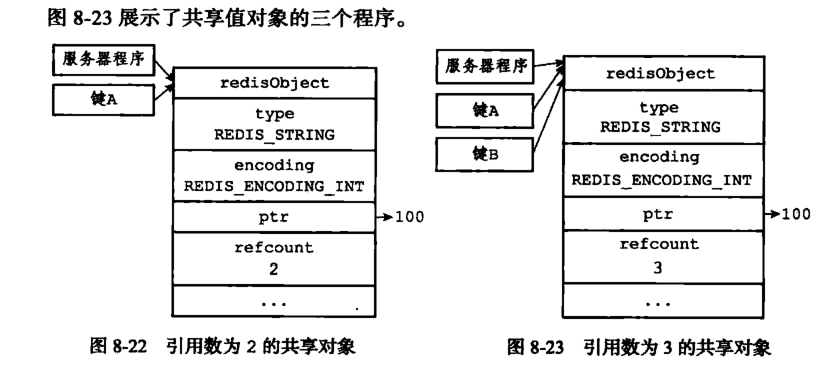 图 8-23 展示了共享值对象的三个程序。
服务器程序
键A
redisObject
type
REDIS_STRING
encoding
REDIS_ENCODING_INT
ptr
100
refcount
2
...
图 8-22 引用数为 2 的共享对象
服务器程序
键A
键B
redisObject
type
REDIS_STRING
encoding
REDIS_ENCODING_INT
ptr
100
refcount
3
...
图 8-23 引用数为 3 的共享对象